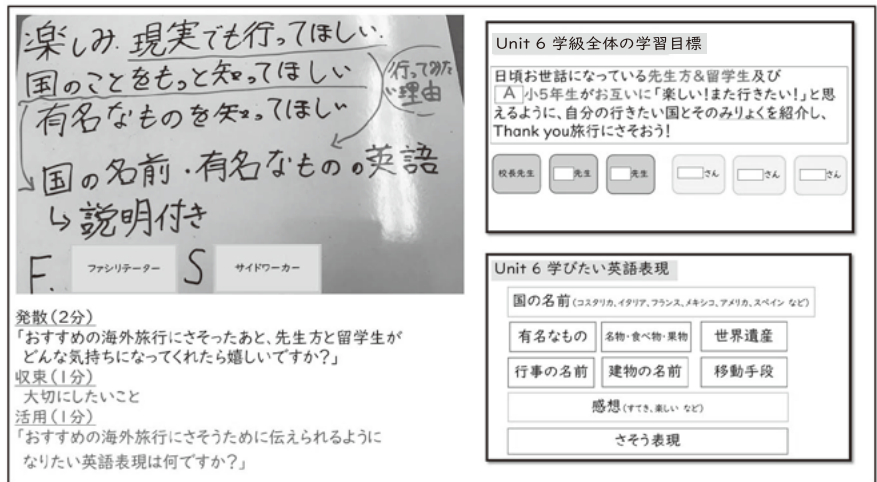 楽しみ.現実でも行ってほしい.
国のことをもっと知ってほしい
行ってみたい理由
有名なものを知ってほしい
国の名前・有名なものの英語
↳説明付き
F. ファシリテーター S サイドワーカー
発散(2分)
「おすすめの海外旅行にさそったあと、先生方と留学生が
どんな気持ちになってくれたら嬉しいですか?」
収束(1分)
大切にしたいこと
活用(1分)
「おすすめの海外旅行にさそうために伝えられるように
なりたい英語表現は何ですか?」
Unit 6 学級全体の学習目標
日頃お世話になっている先生方&留学生及び
A 小5年生がお互いに「楽しい!また行きたい!」と思
えるように、自分の行きたい国とそのみりょくを紹介し、
Thank you旅行にさそおう!
校長先生 先生 先生 さん さん さん
Unit 6 学びたい英語表現
国の名前(コスタリカ、イタリア、フランス、メキシコ、アメリカ、スペイン など)
有名なもの 名物・食べ物・果物 世界遺産
行事の名前 建物の名前 移動手段
感想(すてき、楽しい など)
さそう表現